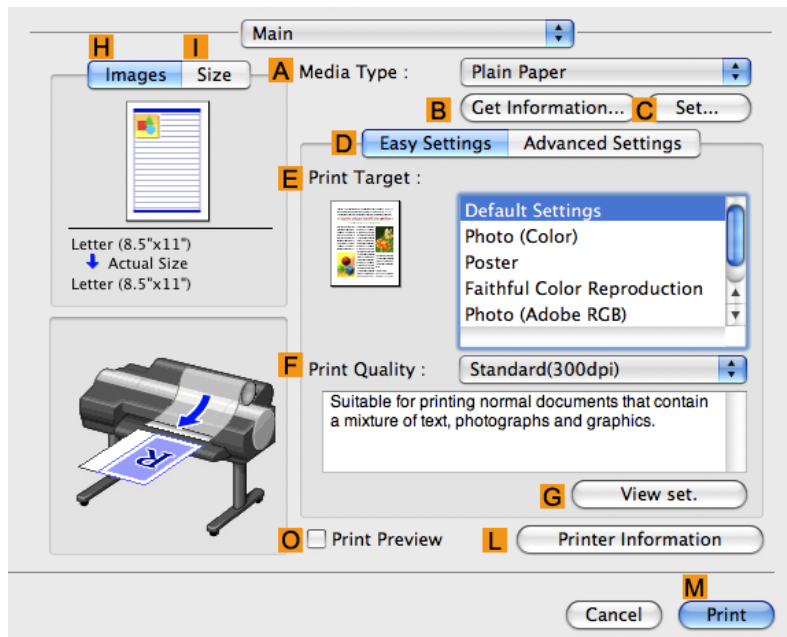 Main
H I
Images Size
A Media Type : Plain Paper
B Get Information... C Set...
D Easy Settings Advanced Settings
E Print Target :
Default Settings
Photo (Color)
Poster
Faithful Color Reproduction
Photo (Adobe RGB)
Letter (8.5"x11")
Actual Size
Letter (8.5"x11")
F Print Quality : Standard(300dpi)
Suitable for printing normal documents that contain
a mixture of text, photographs and graphics.
R
G View set.
O Print Preview L Printer Information
M
Cancel Print